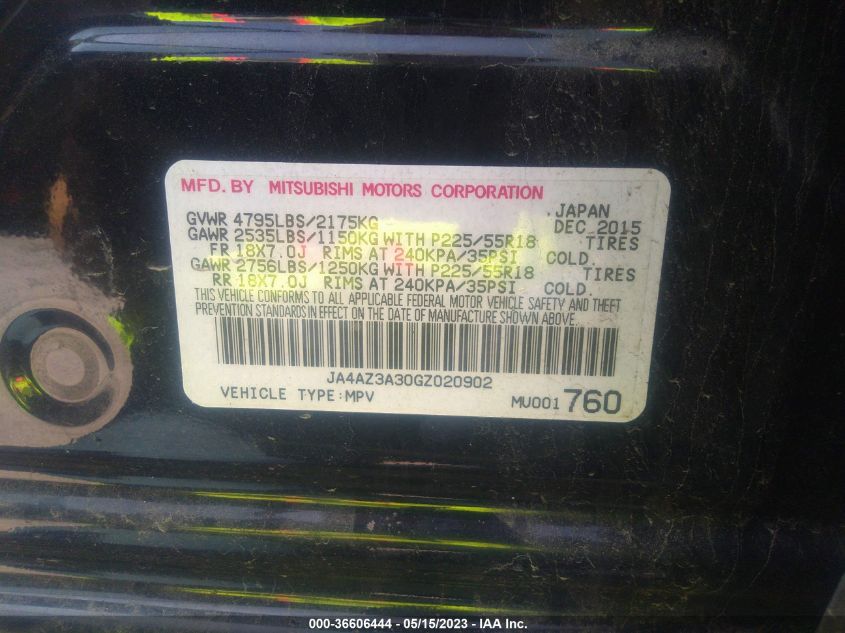 MFD. BY MITSUBISHI MOTORS CORPORATION
JAPAN
GVWR 4795LBS/2175KG DEC 2015
GAWR 2535LBS/1150KG WITH P225/55R18 TIRES
FR 18X7.0J RIMS AT 240KPA/35PSI COLD.
GAWR 2756LBS/1250KG WITH P225/55R18 TIRES
RR 18X7.0J RIMS AT 240KPA/35PSI COLD.
THIS VEHICLE CONFORMS TO ALL APPLICABLE FEDERAL MOTOR VEHICLE SAFETY AND THEFT
PREVENTION STANDARDS IN EFFECT ON THE DATE OF MANUFACTURE SHOWN ABOVE.
JA4AZ3A30GZ020902
VEHICLE TYPE:MPV MU001 760
000-36606444 - 05/15/2023 - IAA Inc.